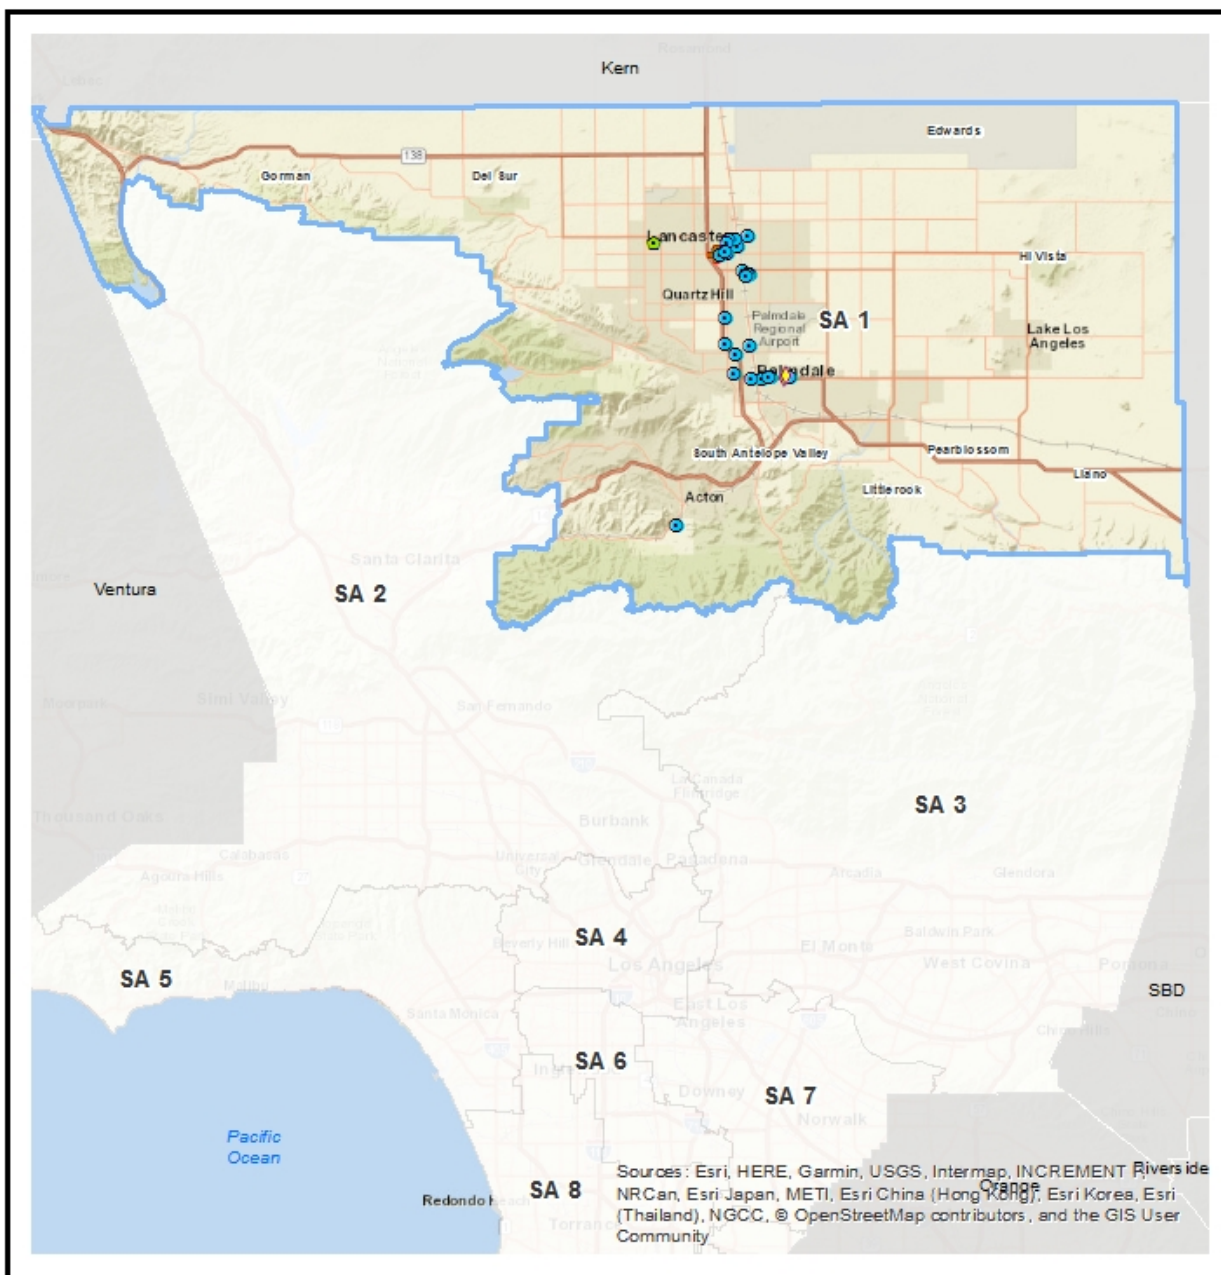 Rosamond
Kern
Lebec
Edwards
138
Gorman
Del Sur
Lancaster
Hi Vista
Quartz Hill
Palmdale
Regional
Airport
SA 1
Lake Los
Angeles
Palmdale
South Antelope Valley
Pearblossom
Llano
Littlerook
Acton
Santa Clarita
Ventura
SA 2
Simi Valley
Moorpark
San Fernando
La Canada
Flintridge
SA 3
Thousand Oaks
Burbank
Calabasas
Universal
City
Glendale
Pasadena
Agoura Hills
Arcadia
Glendora
Beverly Hill
SA 4
El Monte
Baldwin Park
Los Angeles
West Covina
Pomona
SA 5
Malibu
SBD
Santa Monica
East Los
Angeles
Chino Hills
SA 6
Downey
SA 7
Norwalk
Pacific
Ocean
Redondo Beach
SA 8
Torrance
Riverside
Orange
Sources: Esri, HERE, Garmin, USGS, Intermap, INCREMENT P,
NRCan, Esri Japan, METI, Esri China (Hong Kong), Esri Korea, Esri
(Thailand), NGCC, © OpenStreetMap contributors, and the GIS User
Community